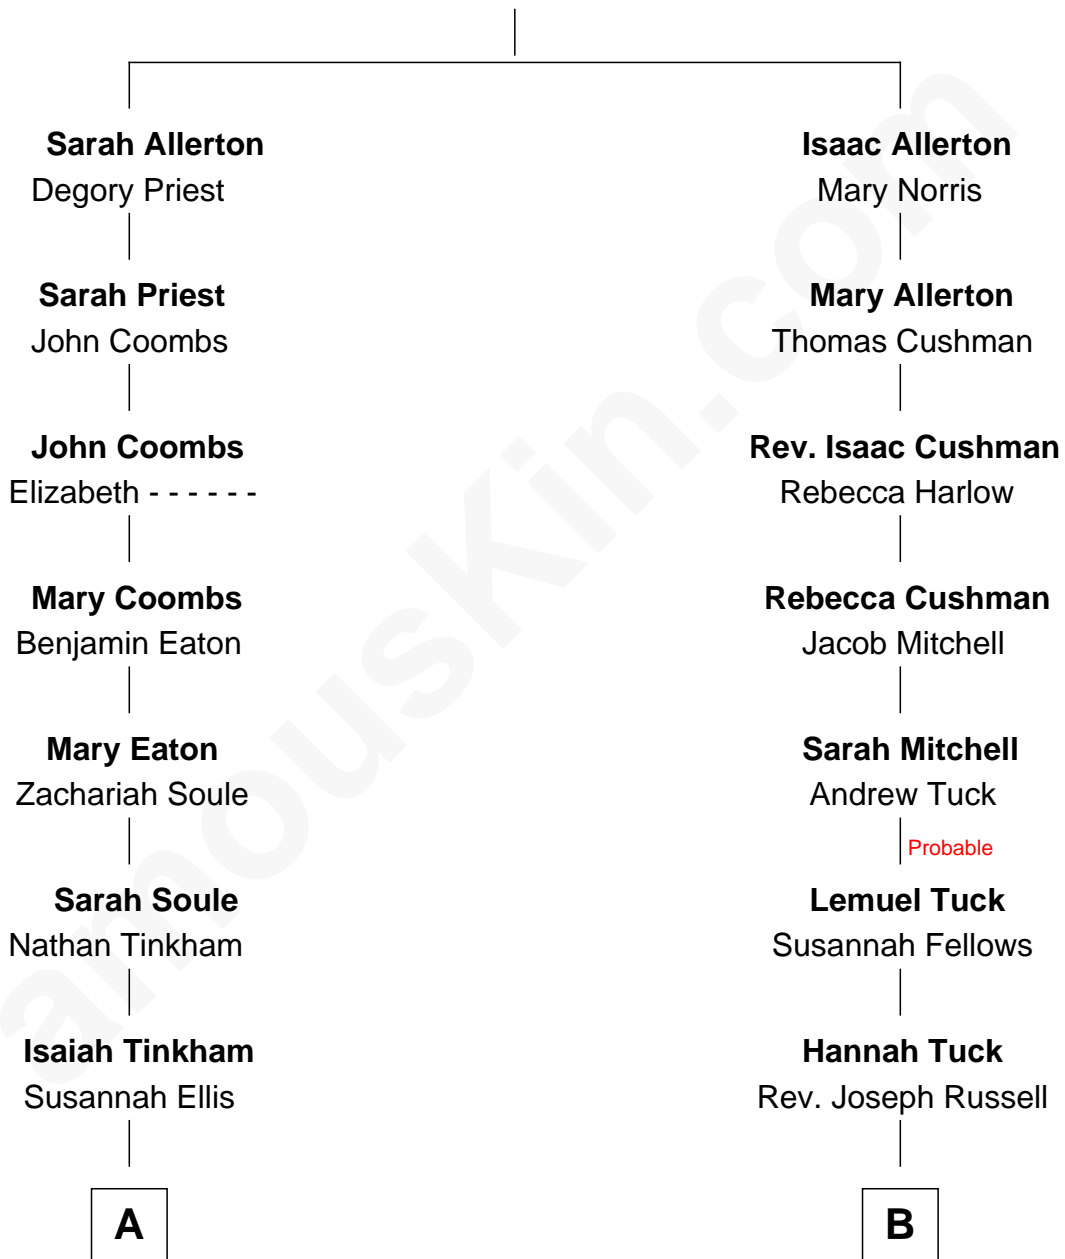 Sarah Allerton
Degory Priest
Sarah Priest
John Coombs
John Coombs
Elizabeth - - - - - -
Mary Coombs
Benjamin Eaton
Mary Eaton
Zachariah Soule
Sarah Soule
Nathan Tinkham
Isaiah Tinkham
Susannah Ellis
A
Isaac Allerton
Mary Norris
Mary Allerton
Thomas Cushman
Rev. Isaac Cushman
Rebecca Harlow
Rebecca Cushman
Jacob Mitchell
Sarah Mitchell
Andrew Tuck
Probable
Lemuel Tuck
Susannah Fellows
Hannah Tuck
Rev. Joseph Russell
B
amousKin.com